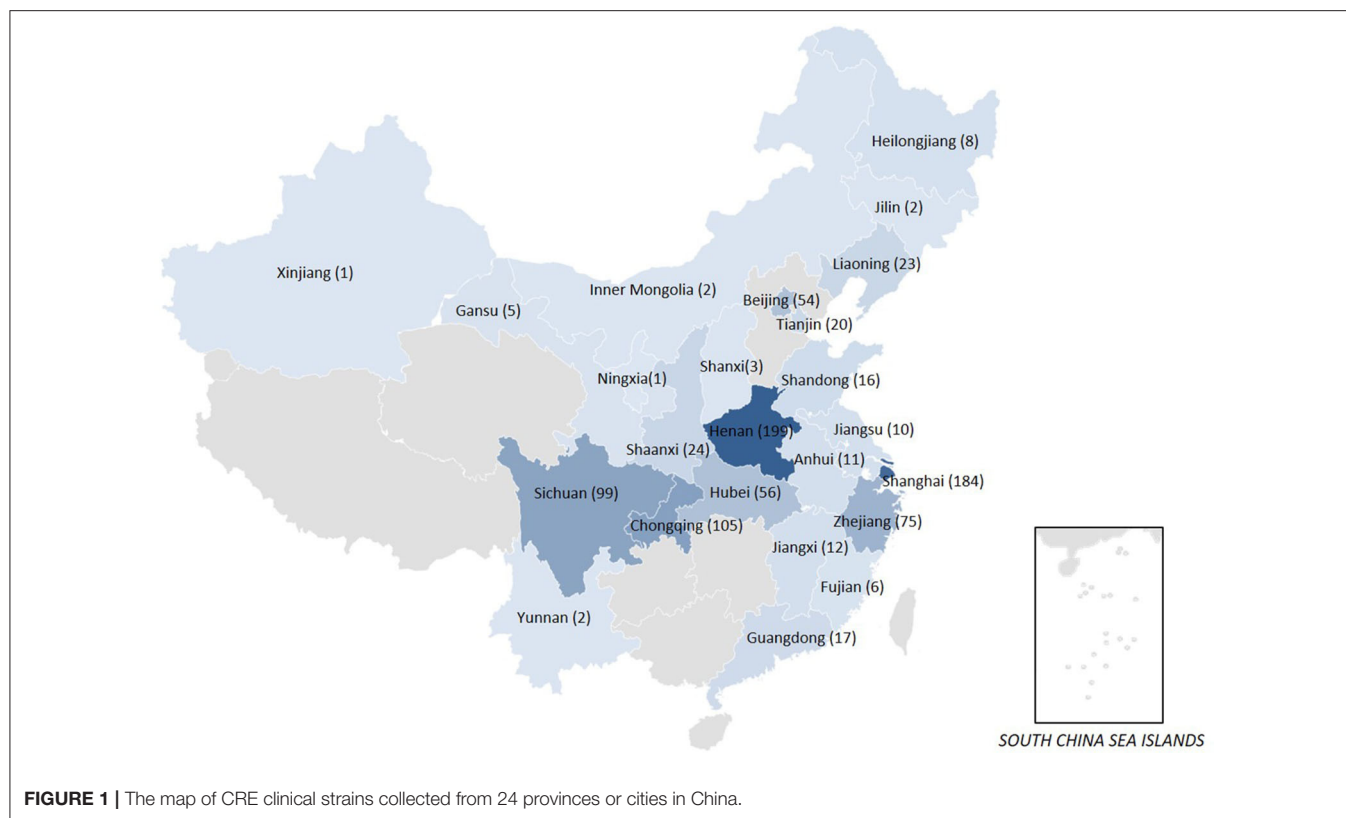 Heilongjiang (8)
Jilin (2)
Liaoning (23)
Xinjiang (1)
Inner Mongolia (2)
Beijing (54)
Gansu (5)
Tianjin (20)
Shanxi(3)
Ningxia(1)
Shandong (16)
Henan (199)
Jiangsu (10)
Shaanxi (24)
Anhui (11)
Shanghai (184)
Sichuan (99)
Hubei (56)
Chongqing (105)
Zhejiang (75)
Jiangxi (12)
Fujian (6)
Yunnan (2)
Guangdong (17)
SOUTH CHINA SEA ISLANDS
FIGURE 1 | The map of CRE clinical strains collected from 24 provinces or cities in China.